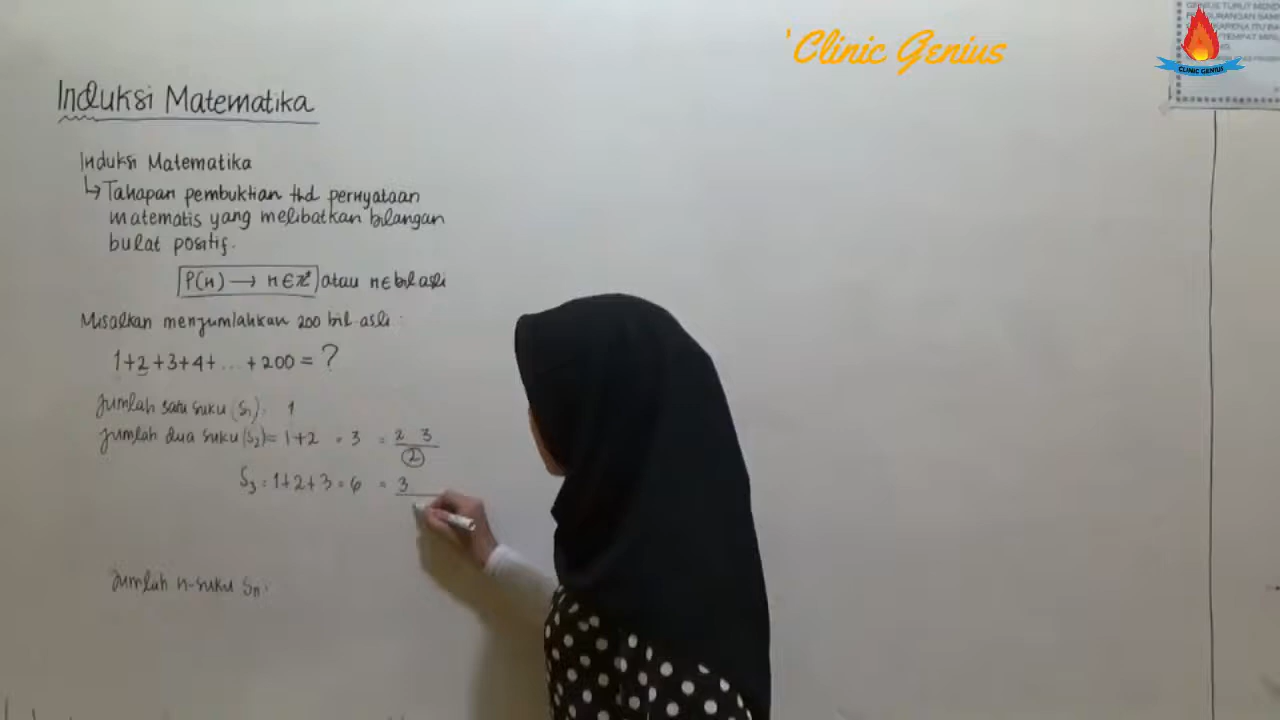 'Clinic Genius
CLINIC GENIUS
Induksi Matematika
Induksi Matematika
↳ Tahapan pembuktian thd pernyataan
matematis yang melibatkan bilangan
bulat positif.
P(n) → n∈ℤ atau n∈bil asli
Misalkan menjumlahkan 200 bil asli :
1+2+3+4+ ... +200 = ?
Jumlah satu suku (S₁). 1
Jumlah dua suku (S₂) = 1+2 = 3 = 2 3
2
S₃ = 1+2+3 = 6 = 3
Jumlah n-suku Sn.